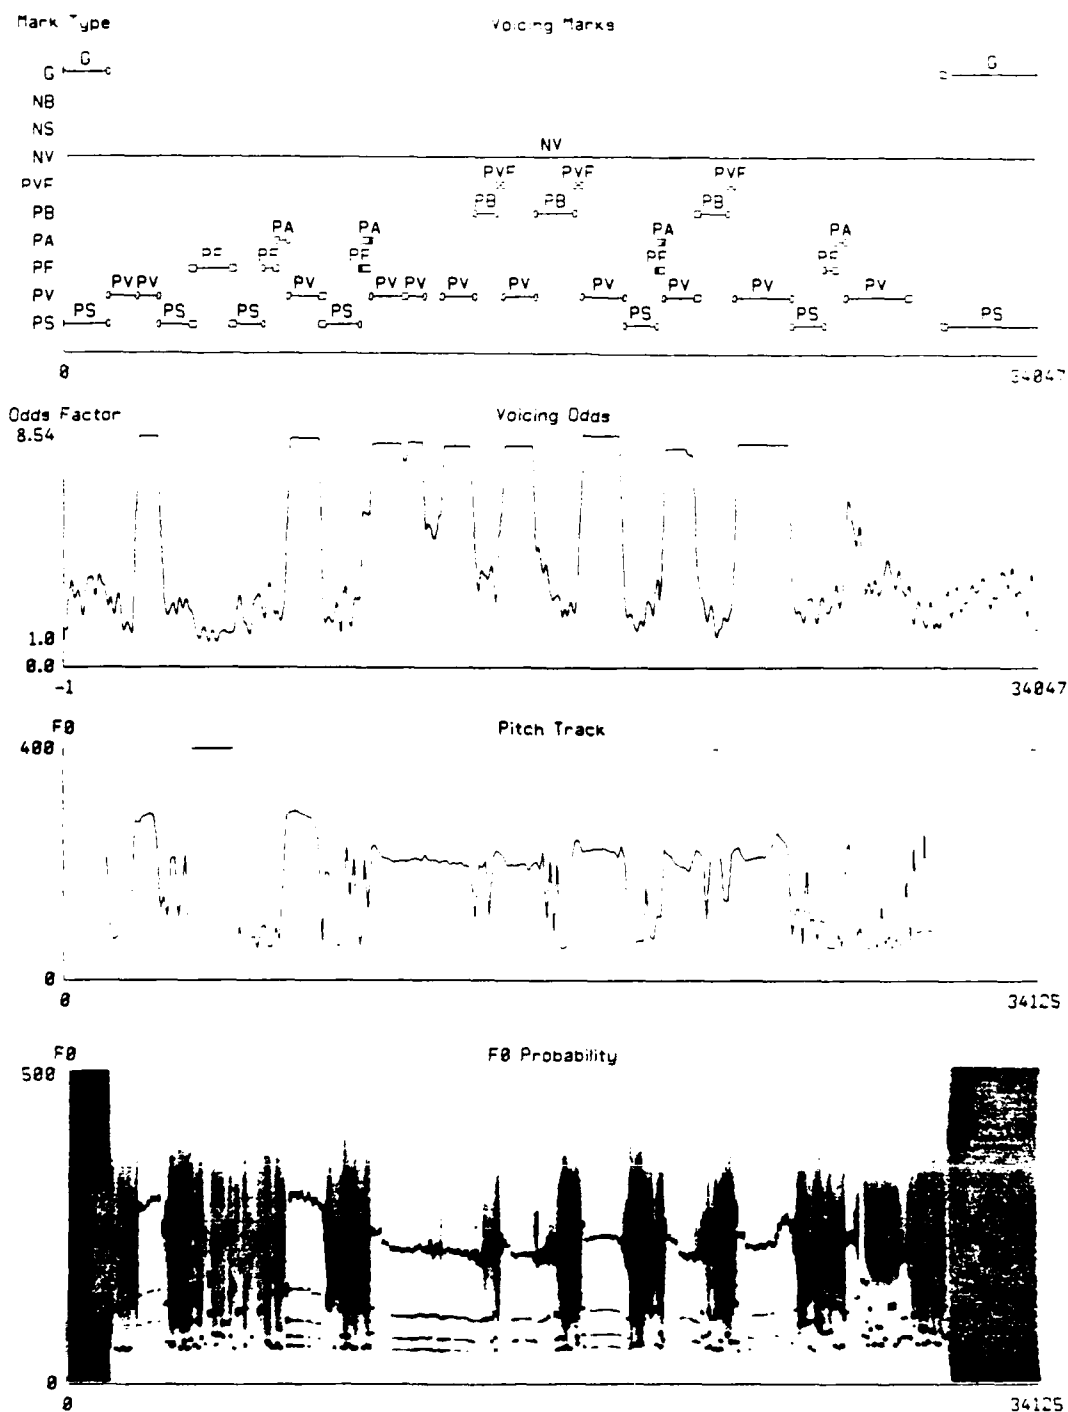 Mark Type Voicing Marks
G G G
NB
NS
NV NV
PVF PVF PVF PVF
PB PB PB PB
PA PA PA PA PA
PF PF PF PF PF PF
PV PV PV PV PV PV PV PV PV PV PV PV
PS PS PS PS PS PS PS PS
0 34047
Odds Factor Voicing Odds
8.54
1.0
0.0
-1 34047
F0 Pitch Track
400
0
0 34125
F0 F0 Probability
500
0
0 34125